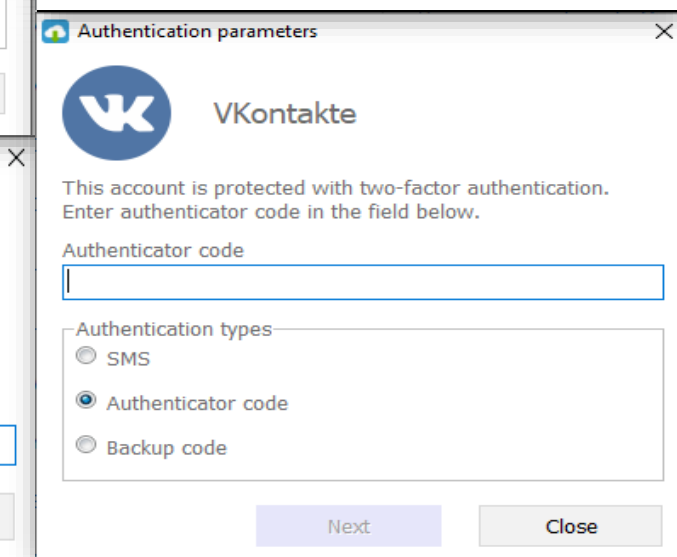 Authentication parameters
VKontakte
This account is protected with two-factor authentication.
Enter authenticator code in the field below.
Authenticator code
Authentication types
SMS
Authenticator code
Backup code
Next
Close